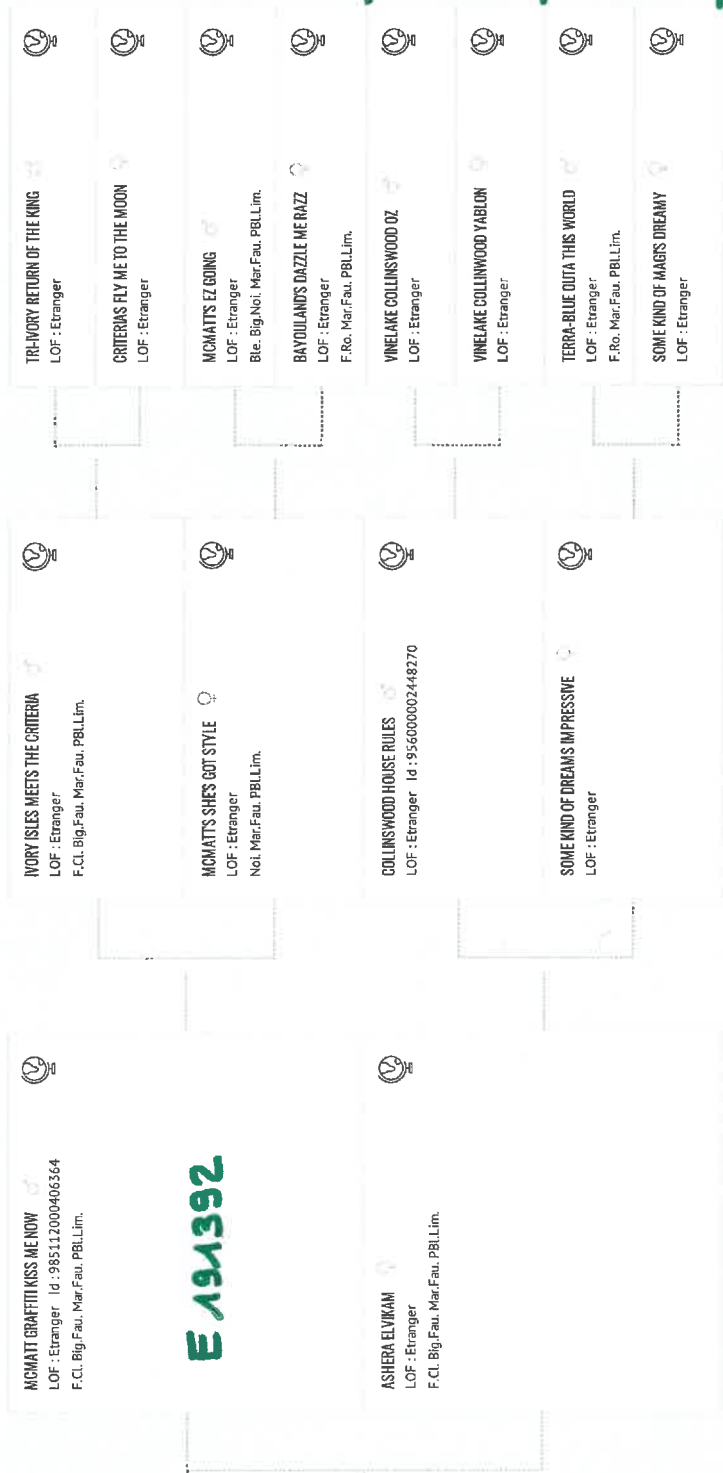 MCMATT GRAFFITI KISS ME NOW ♂
LOF : Etranger Id : 985112000406364
F.Cl. Big.Fau. Mar.Fau. PBl.Lim.
E 191392
ASHERA ELVIKAM ♀
LOF : Etranger
F.Cl. Big.Fau. Mar.Fau. PBl.Lim.
IVORY ISLES MEETS THE CRITERIA ♂
LOF : Etranger
F.Cl. Big.Fau. Mar.Fau. PBl.Lim.
MCMATT'S SHE'S GOT STYLE ♀
LOF : Etranger
Noi. Mar.Fau. PBl.Lim.
COLLINSWOOD HOUSE RULES ♂
LOF : Etranger Id : 956000002448270
SOME KIND OF DREAMS IMPRESSIVE ♀
LOF : Etranger
TRI-IVORY RETURN OF THE KING ♂
LOF : Etranger
CRITERIAS FLY ME TO THE MOON ♀
LOF : Etranger
MCMATT'S EZ GOING ♂
LOF : Etranger
Ble. Big.Noi. Mar.Fau. PBl.Lim.
BAYOULAND'S DAZZLE ME RAZZ ♀
LOF : Etranger
F.Ro. Mar.Fau. PBl.Lim.
VINELAKE COLLINSWOOD OZ ♂
LOF : Etranger
VINELAKE COLLINWOOD YABLON ♀
LOF : Etranger
TERRA-BLUE OUTA THIS WORLD ♂
LOF : Etranger
F.Ro. Mar.Fau. PBl.Lim.
SOME KIND OF MAGIS DREAMY ♀
LOF : Etranger